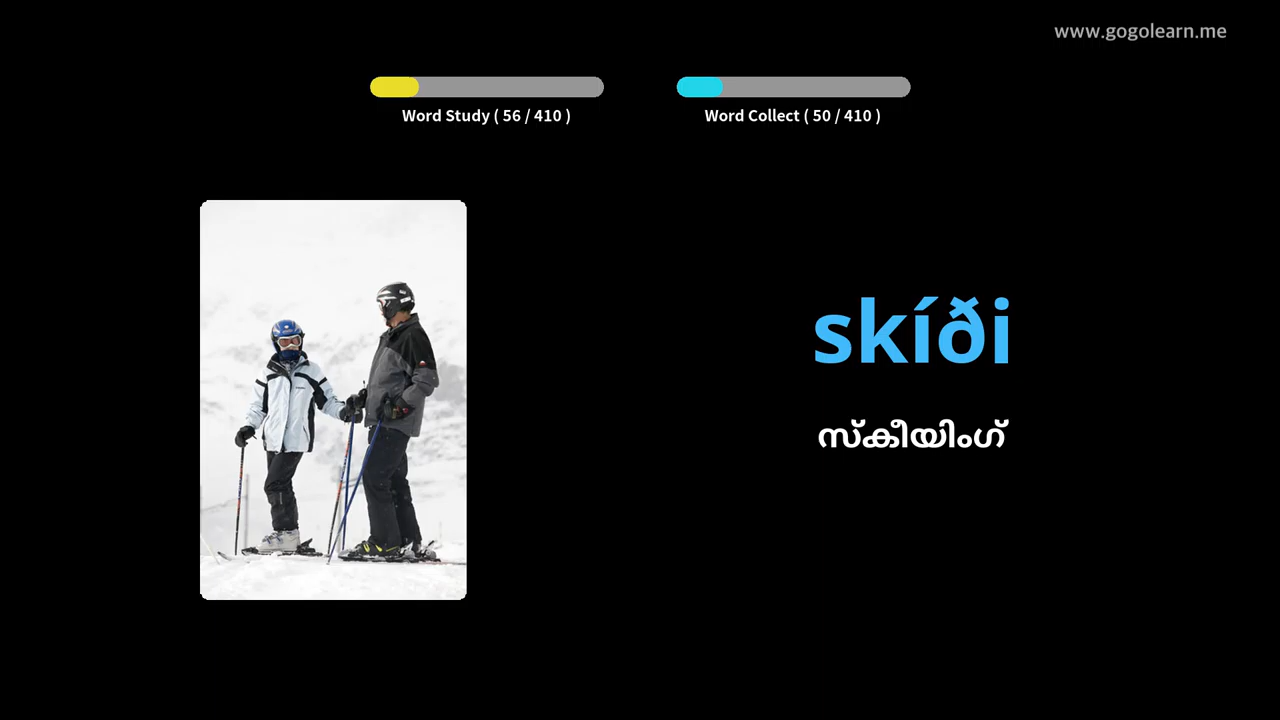 www.gogolearn.me
Word Study ( 56 / 410 )
Word Collect ( 50 / 410 )
skíði
സ്കീയിംഗ്